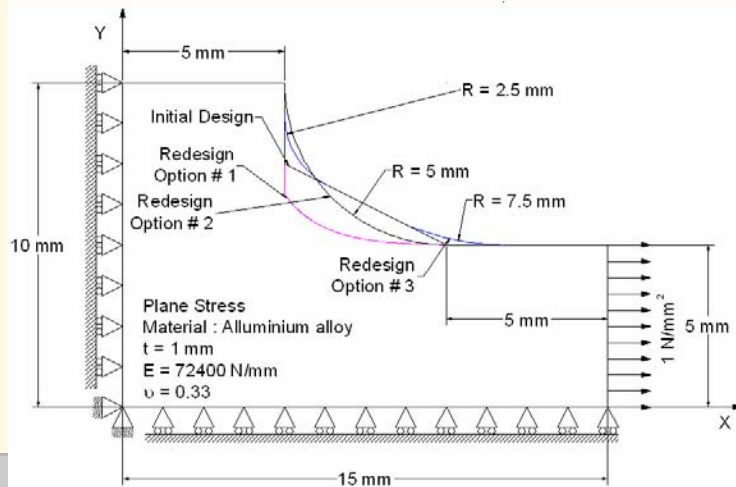 Y
5 mm
R = 2.5 mm
Initial Design
Redesign
Option # 1
Redesign
Option # 2
R = 5 mm
R = 7.5 mm
10 mm
Redesign
Option # 3
Plane Stress
Material : Alluminium alloy
t = 1 mm
E = 72400 N/mm
υ = 0.33
5 mm
1 N/mm²
5 mm
X
15 mm